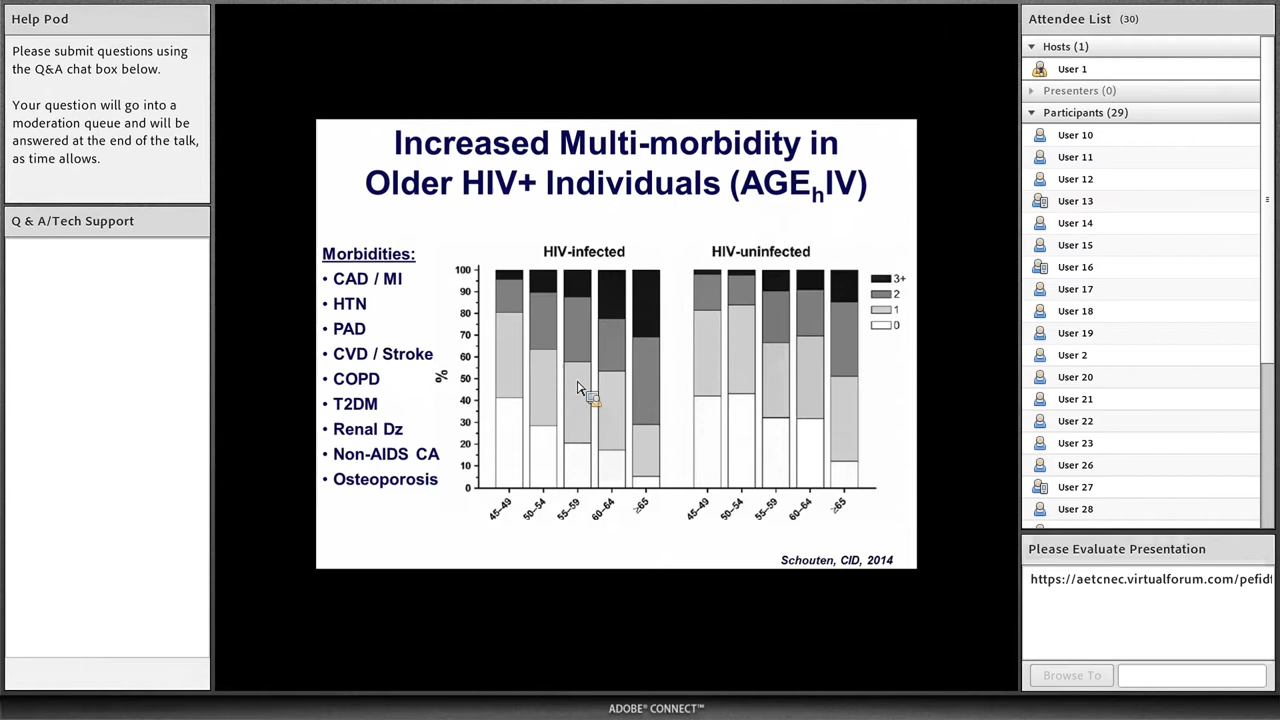 Help Pod
Please submit questions using
the Q&A chat box below.
Your question will go into a
moderation queue and will be
answered at the end of the talk,
as time allows.
Q & A/Tech Support
Increased Multi-morbidity in
Older HIV+ Individuals (AGEhIV)
Morbidities:
• CAD / MI
• HTN
• PAD
• CVD / Stroke
• COPD
• T2DM
• Renal Dz
• Non-AIDS CA
• Osteoporosis
HIV-infected
HIV-uninfected
%
100
90
80
70
60
50
40
30
20
10
0
45–49
50–54
55–59
60–64
≥65
45–49
50–54
55–59
60–64
≥65
3+
2
1
0
Schouten, CID, 2014
Attendee List (30)
Hosts (1)
User 1
Presenters (0)
Participants (29)
User 10
User 11
User 12
User 13
User 14
User 15
User 16
User 17
User 18
User 19
User 2
User 20
User 21
User 22
User 23
User 26
User 27
User 28
Please Evaluate Presentation
https://aetcnec.virtualforum.com/pefid
Browse To
ADOBE® CONNECT™